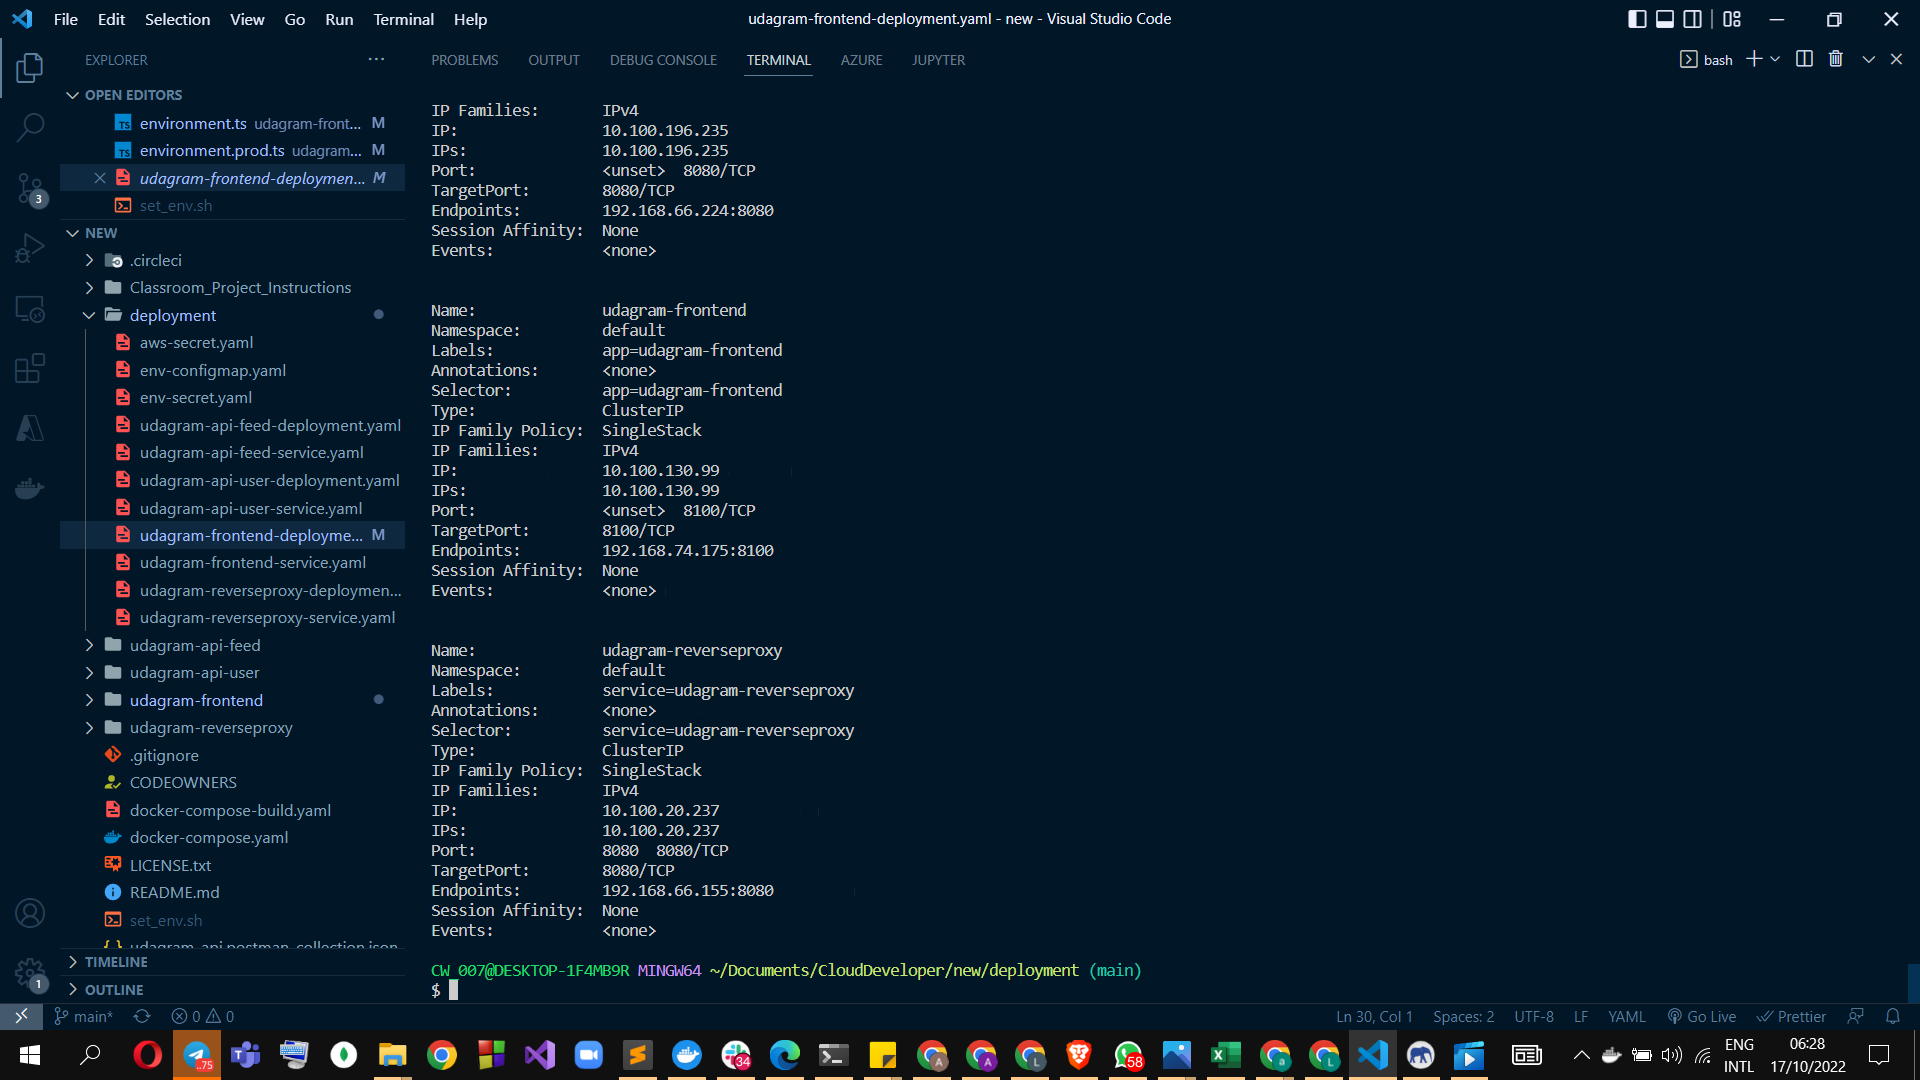 File Edit Selection View Go Run Terminal Help
udagram-frontend-deployment.yaml - new - Visual Studio Code
EXPLORER
PROBLEMS OUTPUT DEBUG CONSOLE TERMINAL AZURE JUPYTER
bash
OPEN EDITORS
environment.ts udagram-front... M
environment.prod.ts udagram... M
udagram-frontend-deploymen... M
set_env.sh
NEW
.circleci
Classroom_Project_Instructions
deployment
aws-secret.yaml
env-configmap.yaml
env-secret.yaml
udagram-api-feed-deployment.yaml
udagram-api-feed-service.yaml
udagram-api-user-deployment.yaml
udagram-api-user-service.yaml
udagram-frontend-deployme... M
udagram-frontend-service.yaml
udagram-reverseproxy-deploymen...
udagram-reverseproxy-service.yaml
udagram-api-feed
udagram-api-user
udagram-frontend
udagram-reverseproxy
.gitignore
CODEOWNERS
docker-compose-build.yaml
docker-compose.yaml
LICENSE.txt
README.md
set_env.sh
udagram_api.postman_collection.json
TIMELINE
OUTLINE
3
1
IP Families: IPv4
IP: 10.100.196.235
IPs: 10.100.196.235
Port: <unset> 8080/TCP
TargetPort: 8080/TCP
Endpoints: 192.168.66.224:8080
Session Affinity: None
Events: <none>
Name: udagram-frontend
Namespace: default
Labels: app=udagram-frontend
Annotations: <none>
Selector: app=udagram-frontend
Type: ClusterIP
IP Family Policy: SingleStack
IP Families: IPv4
IP: 10.100.130.99
IPs: 10.100.130.99
Port: <unset> 8100/TCP
TargetPort: 8100/TCP
Endpoints: 192.168.74.175:8100
Session Affinity: None
Events: <none>
Name: udagram-reverseproxy
Namespace: default
Labels: service=udagram-reverseproxy
Annotations: <none>
Selector: service=udagram-reverseproxy
Type: ClusterIP
IP Family Policy: SingleStack
IP Families: IPv4
IP: 10.100.20.237
IPs: 10.100.20.237
Port: 8080 8080/TCP
TargetPort: 8080/TCP
Endpoints: 192.168.66.155:8080
Session Affinity: None
Events: <none>
CW 007@DESKTOP-1F4MB9R MINGW64 ~/Documents/CloudDeveloper/new/deployment (main)
$
main* 0 0
Ln 30, Col 1 Spaces: 2 UTF-8 LF YAML Go Live Prettier
..75
34
58
ENG
INTL
06:28
17/10/2022